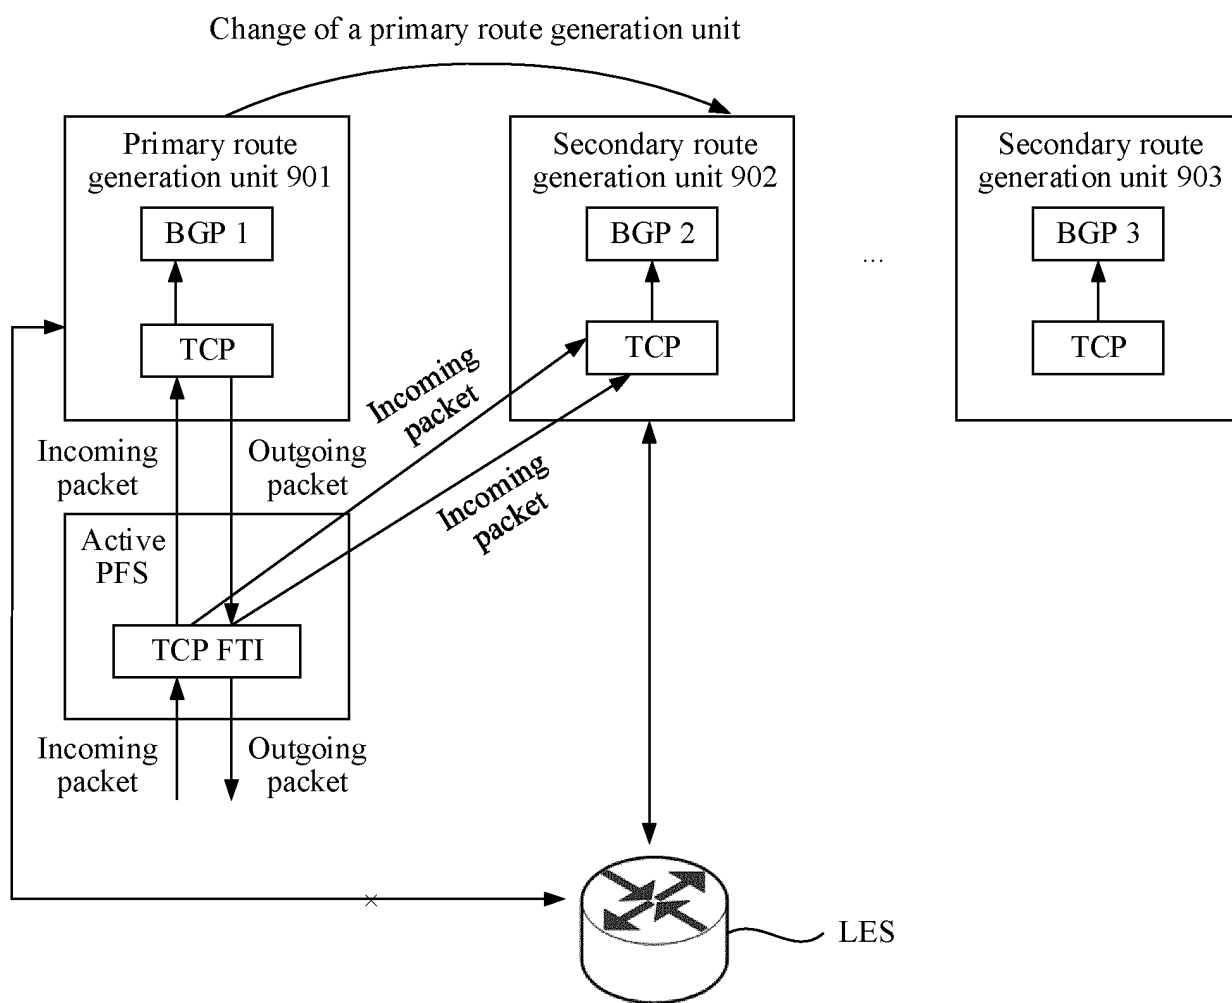 Change of a primary route generation unit
Primary route
generation unit 901
BGP 1
TCP
Secondary route
generation unit 902
BGP 2
TCP
...
Secondary route
generation unit 903
BGP 3
TCP
Incoming
packet
Outgoing
packet
Incoming
packet
Incoming
packet
Active
PFS
TCP FTI
Incoming
packet
Outgoing
packet
LES